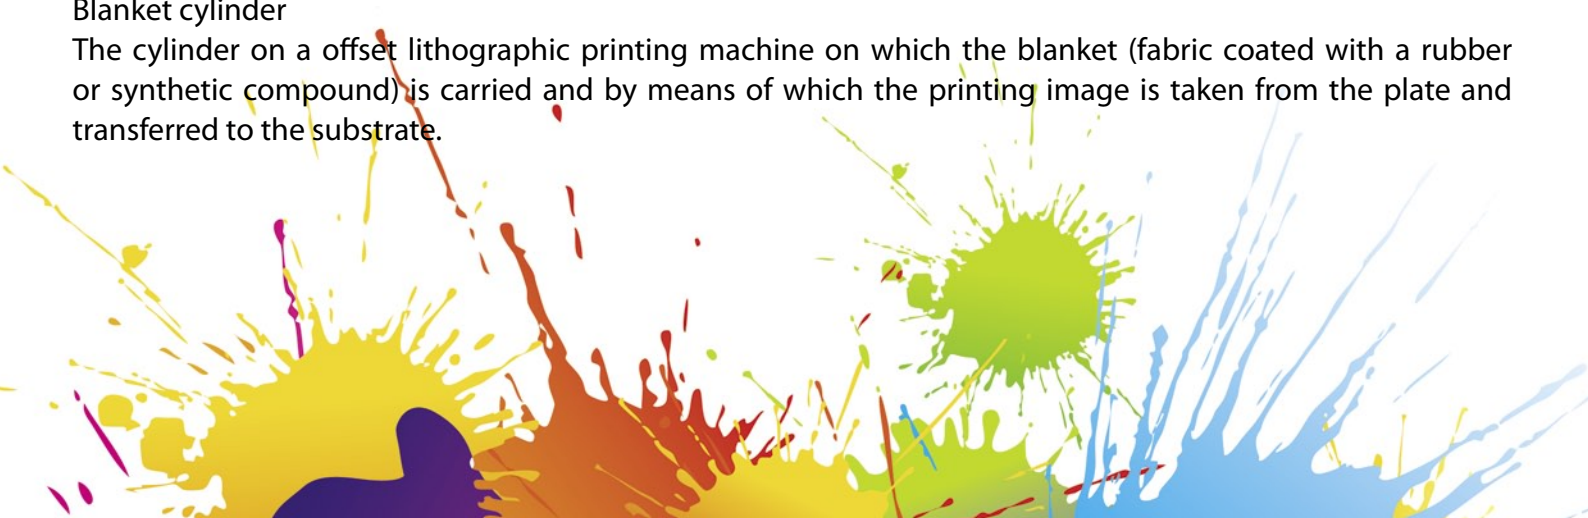 Blanket cylinder
The cylinder on a offset lithographic printing machine on which the blanket (fabric coated with a rubber
or synthetic compound) is carried and by means of which the printing image is taken from the plate and
transferred to the substrate.